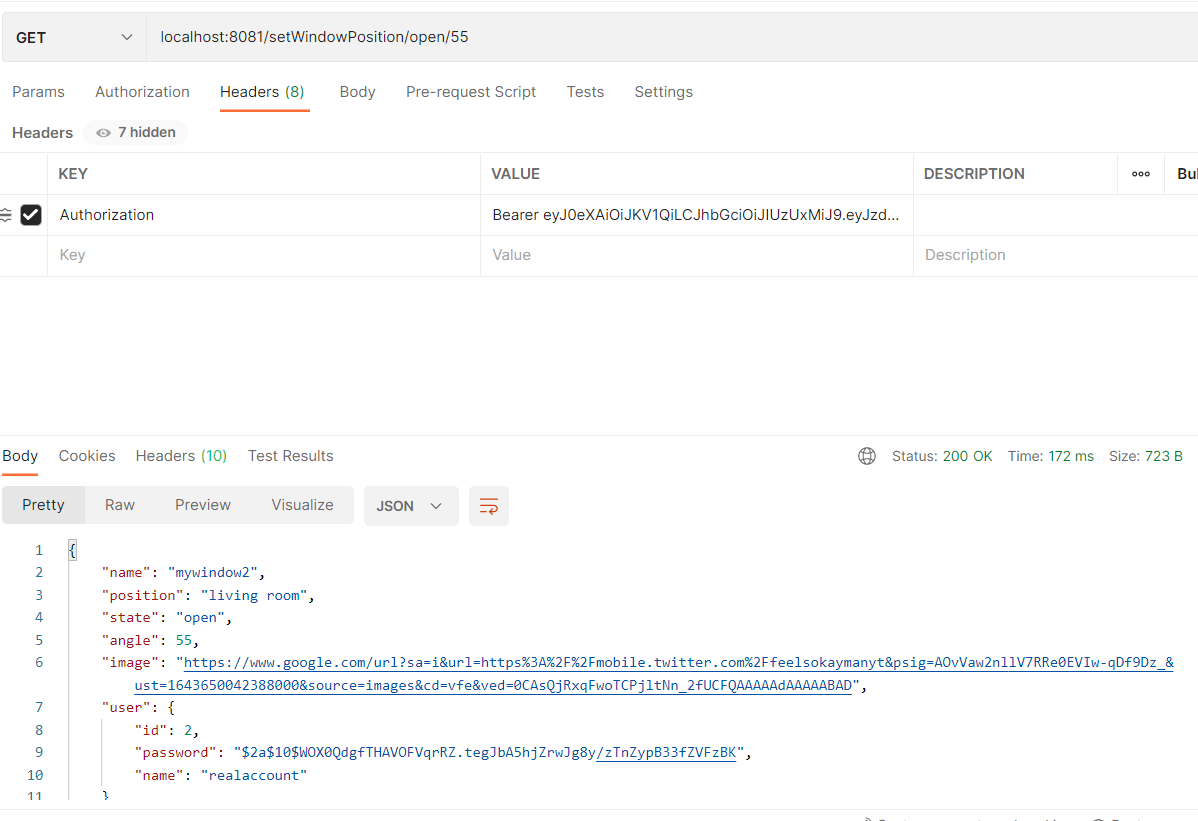 GET localhost:8081/setWindowPosition/open/55
Params Authorization Headers (8) Body Pre-request Script Tests Settings
Headers 7 hidden
KEY VALUE DESCRIPTION
Authorization Bearer eyJ0eXAiOiJKV1QiLCJhbGciOiJIUzUxMiJ9.eyJzd...
Key Value Description
Body Cookies Headers (10) Test Results Status: 200 OK Time: 172 ms Size: 723 B
Pretty Raw Preview Visualize JSON
1 {
2 "name": "mywindow2",
3 "position": "living room",
4 "state": "open",
5 "angle": 55,
6 "image": "https://www.google.com/url?sa=i&url=https%3A%2F%2Fmobile.twitter.com%2Ffeelsokaymanyt&psig=AOvVaw2nllV7RRe0EVIw-qDf9Dz_&
ust=1643650042388000&source=images&cd=vfe&ved=0CAsQjRxqFwoTCPjltNn_2fUCFQAAAAAdAAAAABAD",
7 "user": {
8 "id": 2,
9 "password": "$2a$10$WOX0QdgfTHAVOFVqrRZ.tegJbA5hjZrwJg8y/zTnZypB33fZVFzBK",
10 "name": "realaccount"
11 }